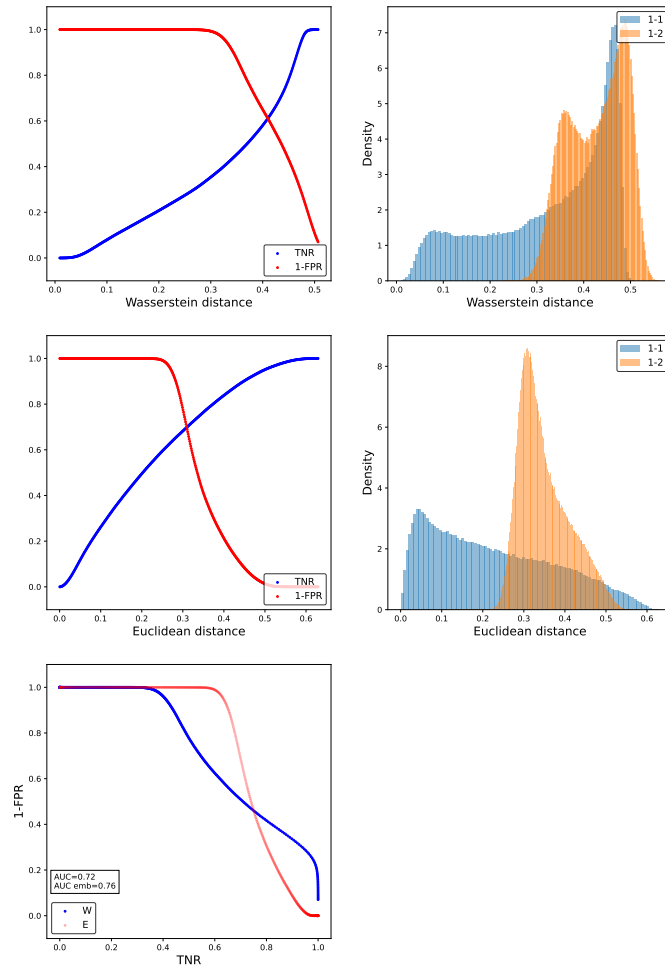 1.0
0.8
0.6
0.4
0.2
0.0
0.0 0.1 0.2 0.3 0.4 0.5
Wasserstein distance
TNR
1-FPR
Density
7
6
5
4
3
2
1
0
0.0 0.1 0.2 0.3 0.4 0.5
Wasserstein distance
1-1
1-2
1.0
0.8
0.6
0.4
0.2
0.0
0.0 0.1 0.2 0.3 0.4 0.5 0.6
Euclidean distance
TNR
1-FPR
Density
8
6
4
2
0
0.0 0.1 0.2 0.3 0.4 0.5 0.6
Euclidean distance
1-1
1-2
1-FPR
1.0
0.8
0.6
0.4
0.2
0.0
AUC=0.72
AUC emb=0.76
W
E
0.0 0.2 0.4 0.6 0.8 1.0
TNR